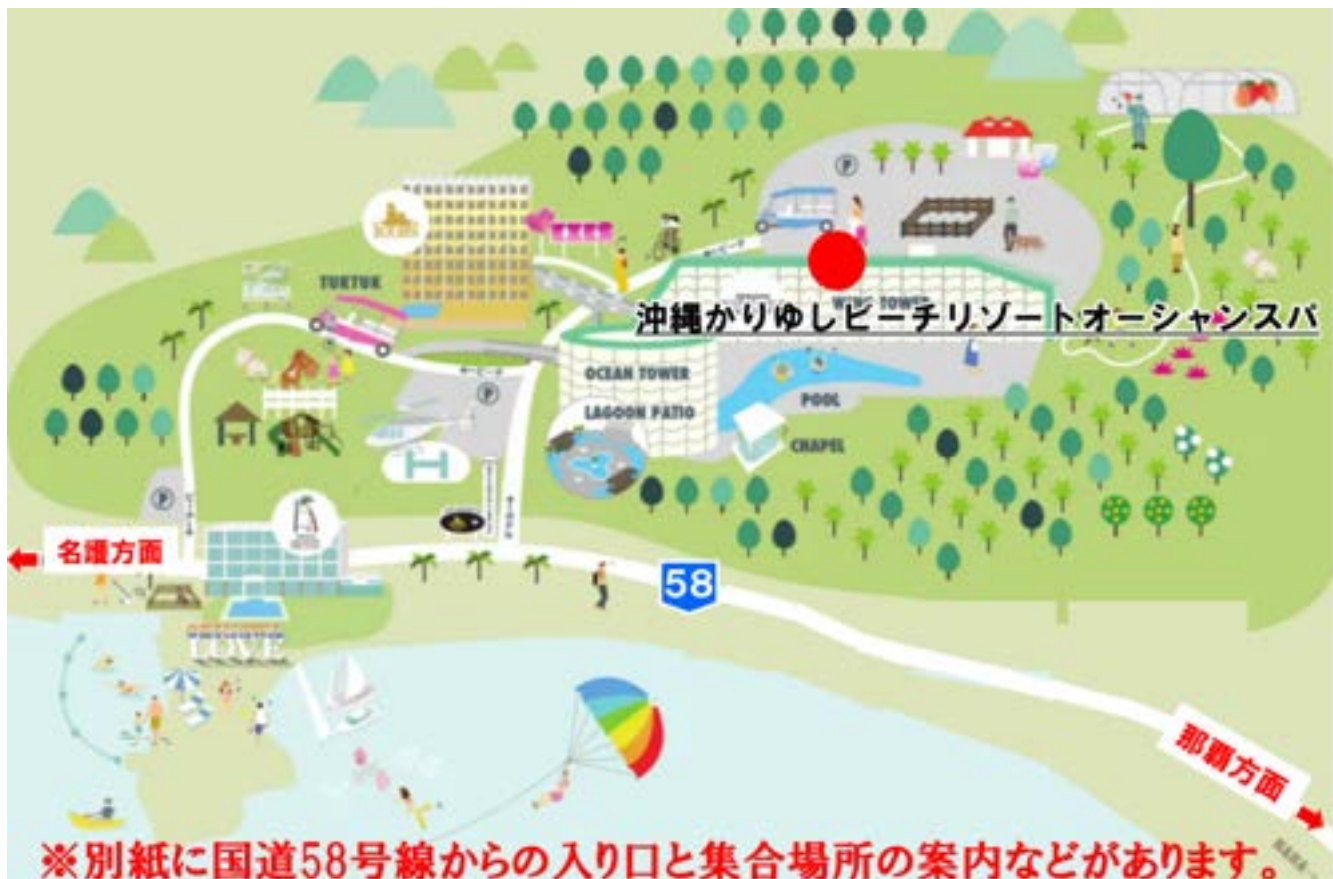 P
TUKTUK
WING TOWER
沖縄かりゆしビーチリゾートオーシャンスパ
OCEAN TOWER
P
POOL
LAGOON PATIO
CHAPEL
H
P
名護方面
58
LOVE
那覇方面
※別紙に国道58号線からの入り口と集合場所の案内などがあります。